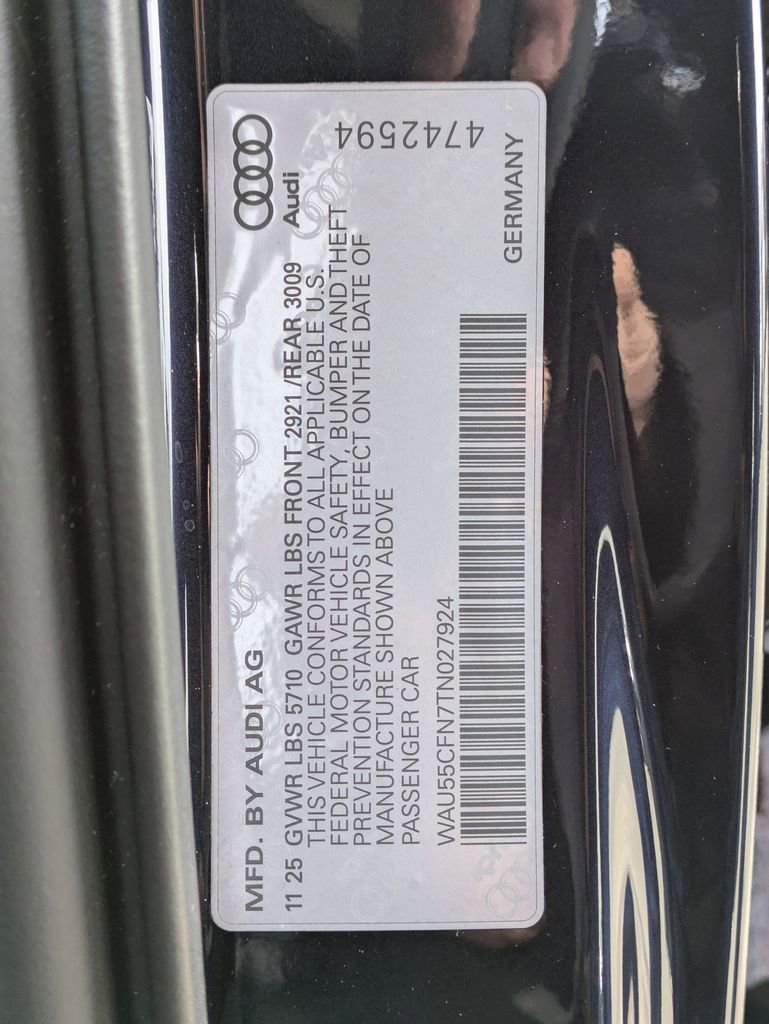 MFD. BY AUDI AG
Audi
11 25 GVWR LBS 5710 GAWR LBS FRONT 2921/REAR 3009
THIS VEHICLE CONFORMS TO ALL APPLICABLE U.S.
FEDERAL MOTOR VEHICLE SAFETY, BUMPER AND THEFT
PREVENTION STANDARDS IN EFFECT ON THE DATE OF
MANUFACTURE SHOWN ABOVE
PASSENGER CAR
4742594
WAU55CFN7TN027924
GERMANY